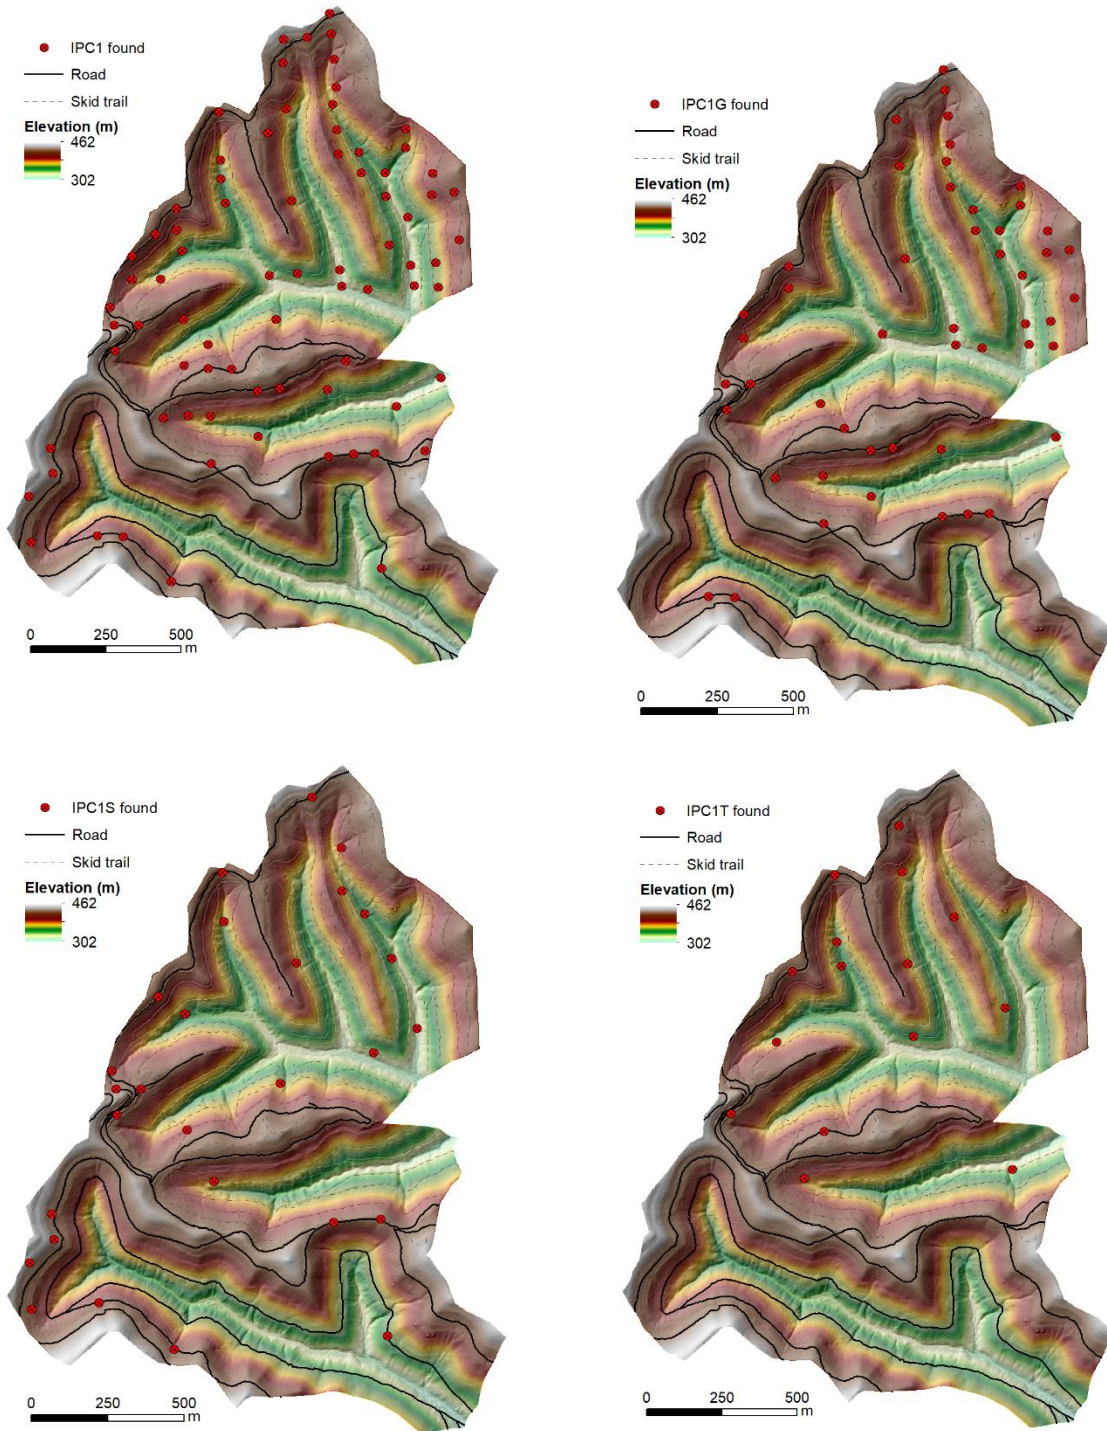 IPC1 found
Road
Skid trail
Elevation (m)
462
302
0 250 500
m
IPC1G found
Road
Skid trail
Elevation (m)
462
302
0 250 500
m
IPC1S found
Road
Skid trail
Elevation (m)
462
302
0 250 500
m
IPC1T found
Road
Skid trail
Elevation (m)
462
302
0 250 500
m